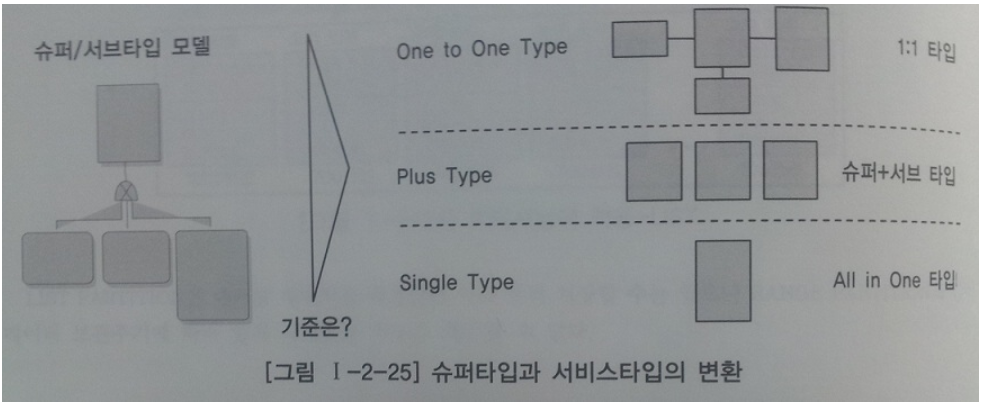 슈퍼/서브타입 모델
One to One Type
1:1 타입
Plus Type
슈퍼+서브 타입
Single Type
All in One 타입
기준은?
[그림 Ⅰ-2-25] 슈퍼타입과 서비스타입의 변환